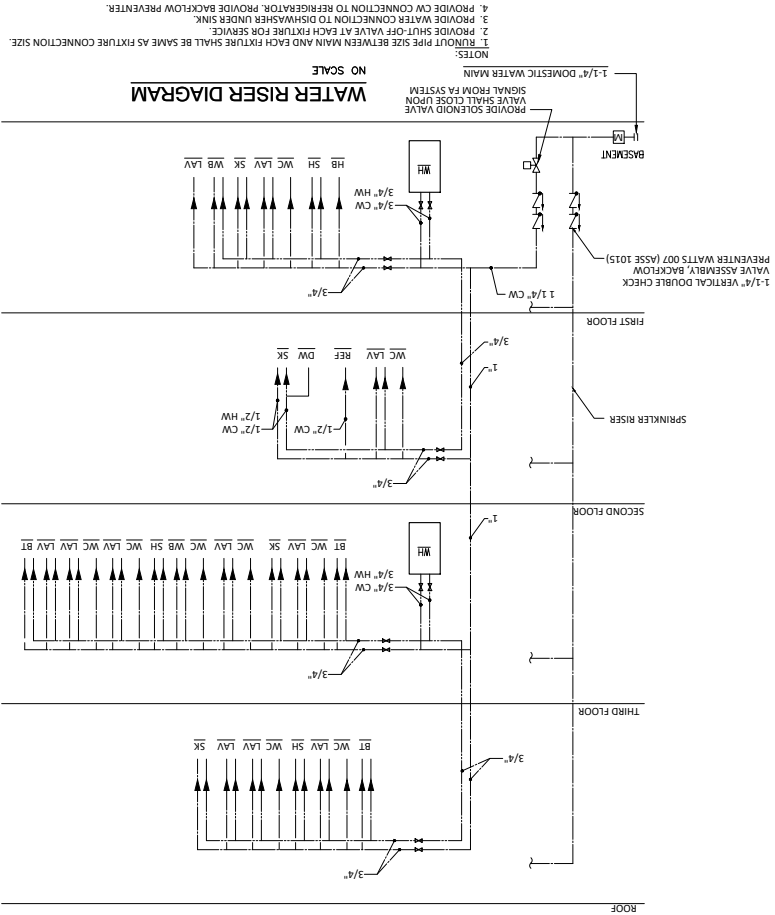 ROOF
3/4"
3/4"
BT WC LAV SH WC LAV LAV SK
THIRD FLOOR
3/4"
3/4" CW
3/4" HW
WH
BT WC LAV SK WC LAV WC WB SH WC LAV WC LAV LAV BT
1"
SECOND FLOOR
3/4"
SPRINKLER RISER
1/2" CW
1/2" CW
1/2" HW
1"
3/4"
WC LAV REF DW SK
FIRST FLOOR
1 1/4" CW
3/4"
1-1/4" VERTICAL DOUBLE CHECK
VALVE ASSEMBLY, BACKFLOW
PREVENTER WATTS 007 (ASSE 1015)
3/4" CW
3/4" HW
WH
HB SH WC LAV SK WB LAV
BASEMENT
M
PROVIDE SOLENOID VALVE
VALVE SHALL CLOSE UPON
SIGNAL FROM FA SYSTEM
1-1/4" DOMESTIC WATER MAIN
WATER RISER DIAGRAM
NO SCALE
NOTES:
1. RUNOUT PIPE SIZE BETWEEN MAIN AND EACH FIXTURE SHALL BE SAME AS FIXTURE CONNECTION SIZE.
2. PROVIDE SHUT-OFF VALVE AT EACH FIXTURE FOR SERVICE.
3. PROVIDE WATER CONNECTION TO DISHWASHER UNDER SINK.
4. PROVIDE CW CONNECTION TO REFRIGERATOR. PROVIDE BACKFLOW PREVENTER.